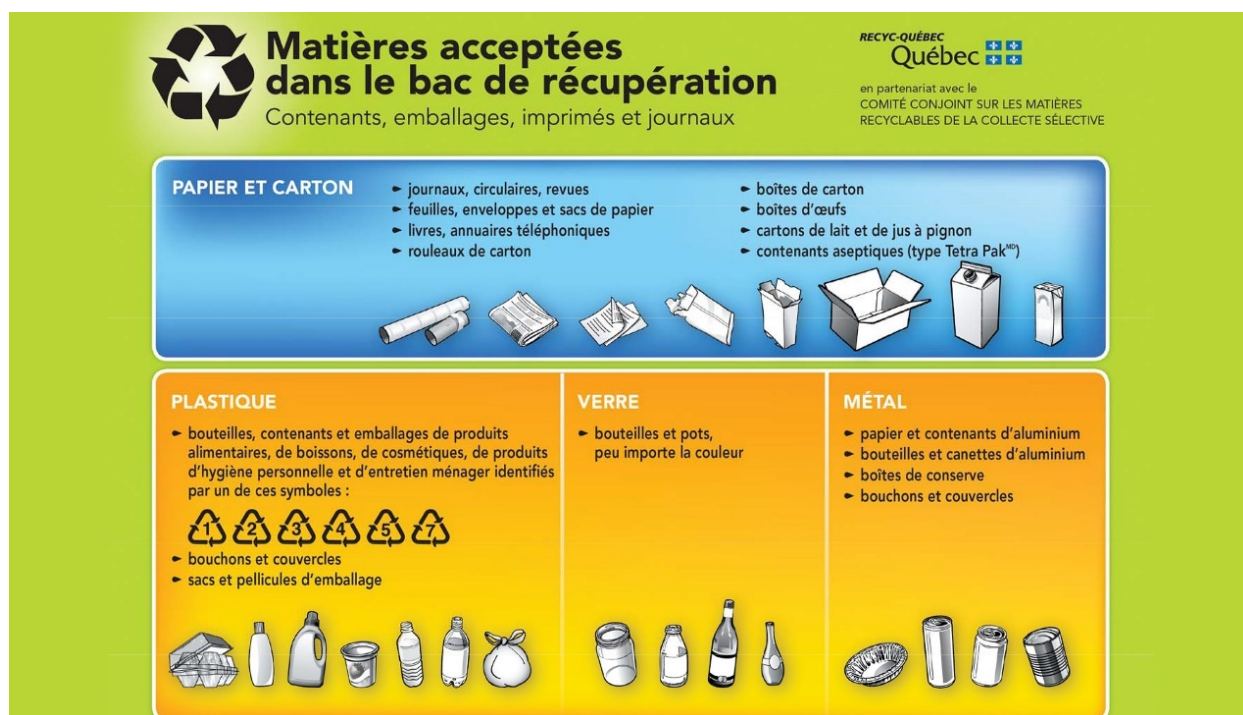 Matières acceptées
dans le bac de récupération
Contenants, emballages, imprimés et journaux
RECYC-QUÉBEC
Québec
en partenariat avec le
COMITÉ CONJOINT SUR LES MATIÈRES
RECYCLABLES DE LA COLLECTE SÉLECTIVE
PAPIER ET CARTON
► journaux, circulaires, revues
► feuilles, enveloppes et sacs de papier
► livres, annuaires téléphoniques
► rouleaux de carton
► boîtes de carton
► boîtes d'œufs
► cartons de lait et de jus à pignon
► contenants aseptiques (type Tetra Pak MD)
PLASTIQUE
► bouteilles, contenants et emballages de produits
alimentaires, de boissons, de cosmétiques, de produits
d'hygiène personnelle et d'entretien ménager identifiés
par un de ces symboles :
1 2 3 4 5 7
► bouchons et couvercles
► sacs et pellicules d'emballage
VERRE
► bouteilles et pots,
peu importe la couleur
MÉTAL
► papier et contenants d'aluminium
► bouteilles et canettes d'aluminium
► boîtes de conserve
► bouchons et couvercles